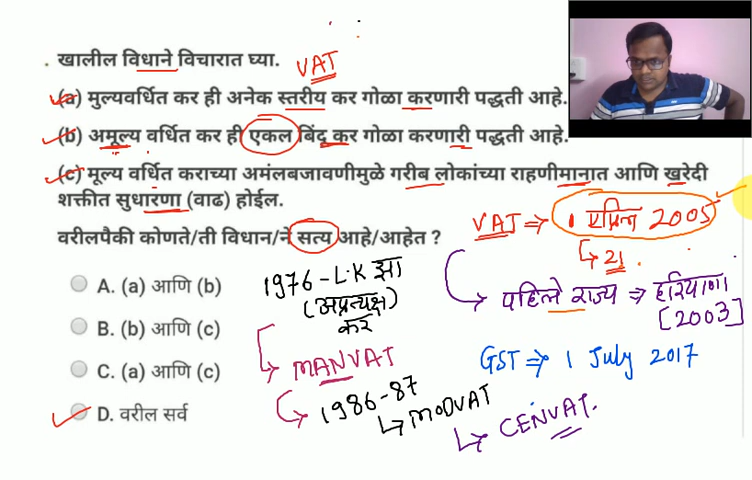 . खालील विधाने विचारात घ्या.
VAT
(a) मुल्यवर्धित कर ही अनेक स्तरीय कर गोळा करणारी पद्धती आहे.
(b) अमूल्य वर्धित कर ही एकल बिंदू कर गोळा करणारी पद्धती आहे.
(c) मूल्य वर्धित कराच्या अमंलबजावणीमुळे गरीब लोकांच्या राहणीमानात आणि खरेदी
शक्तीत सुधारणा (वाढ) होईल.
वरीलपैकी कोणते/ती विधान/ने सत्य आहे/आहेत ?
VAT ⇒ 1 एप्रिल 2005
↳ 21
पहिले राज्य ⇒ हरियाणा
[2003]
GST ⇒ 1 July 2017
A. (a) आणि (b)
B. (b) आणि (c)
C. (a) आणि (c)
D. वरील सर्व
1976 - L.K झा
(अप्रत्यक्ष)
कर
↳ MANVAT
↳ 1986-87
↳ MODVAT
↳ CENVAT.